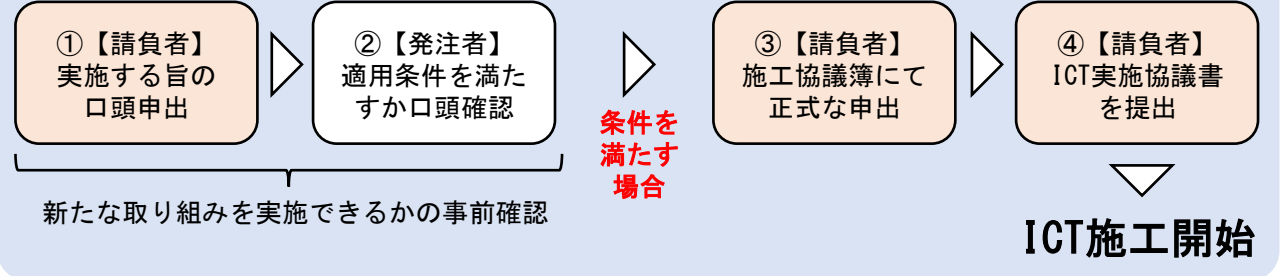 ①【請負者】
実施する旨の
口頭申出
②【発注者】
適用条件を満た
すか口頭確認
条件を
満たす
場合
③【請負者】
施工協議簿にて
正式な申出
④【請負者】
ICT実施協議書
を提出
新たな取り組みを実施できるかの事前確認
ICT施工開始